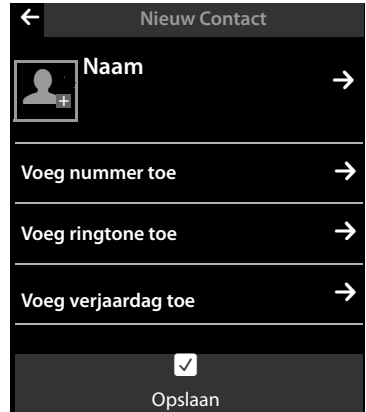 Nieuw Contact
Naam
Voeg nummer toe
Voeg ringtone toe
Voeg verjaardag toe
Opslaan